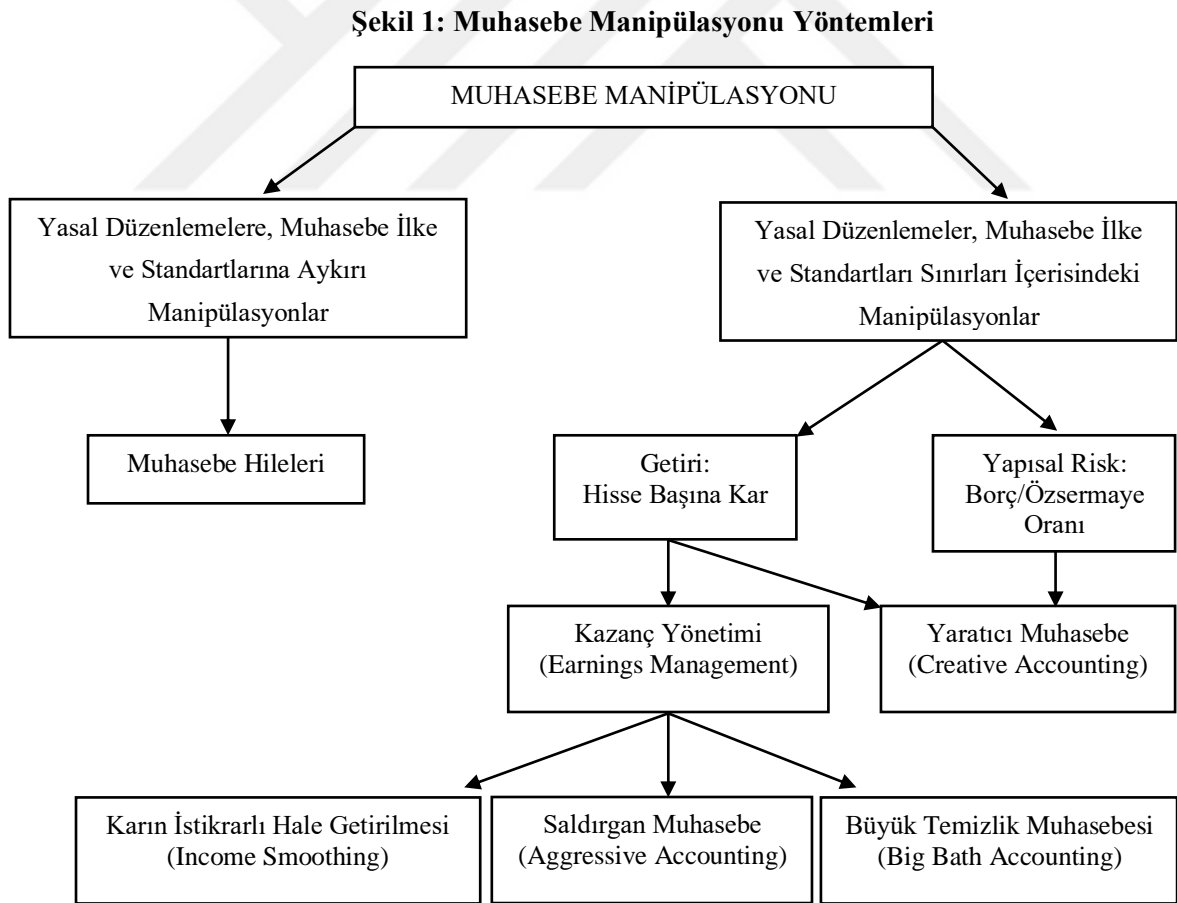 Şekil 1: Muhasebe Manipülasyonu Yöntemleri
MUHASEBE MANİPÜLASYONU
Yasal Düzenlemelere, Muhasebe İlke
ve Standartlarına Aykırı
Manipülasyonlar
Yasal Düzenlemeler, Muhasebe İlke
ve Standartları Sınırları İçerisindeki
Manipülasyonlar
Muhasebe Hileleri
Getiri:
Hisse Başına Kar
Yapısal Risk:
Borç/Özsermaye
Oranı
Kazanç Yönetimi
(Earnings Management)
Yaratıcı Muhasebe
(Creative Accounting)
Karın İstikrarlı Hale Getirilmesi
(Income Smoothing)
Saldırgan Muhasebe
(Aggressive Accounting)
Büyük Temizlik Muhasebesi
(Big Bath Accounting)